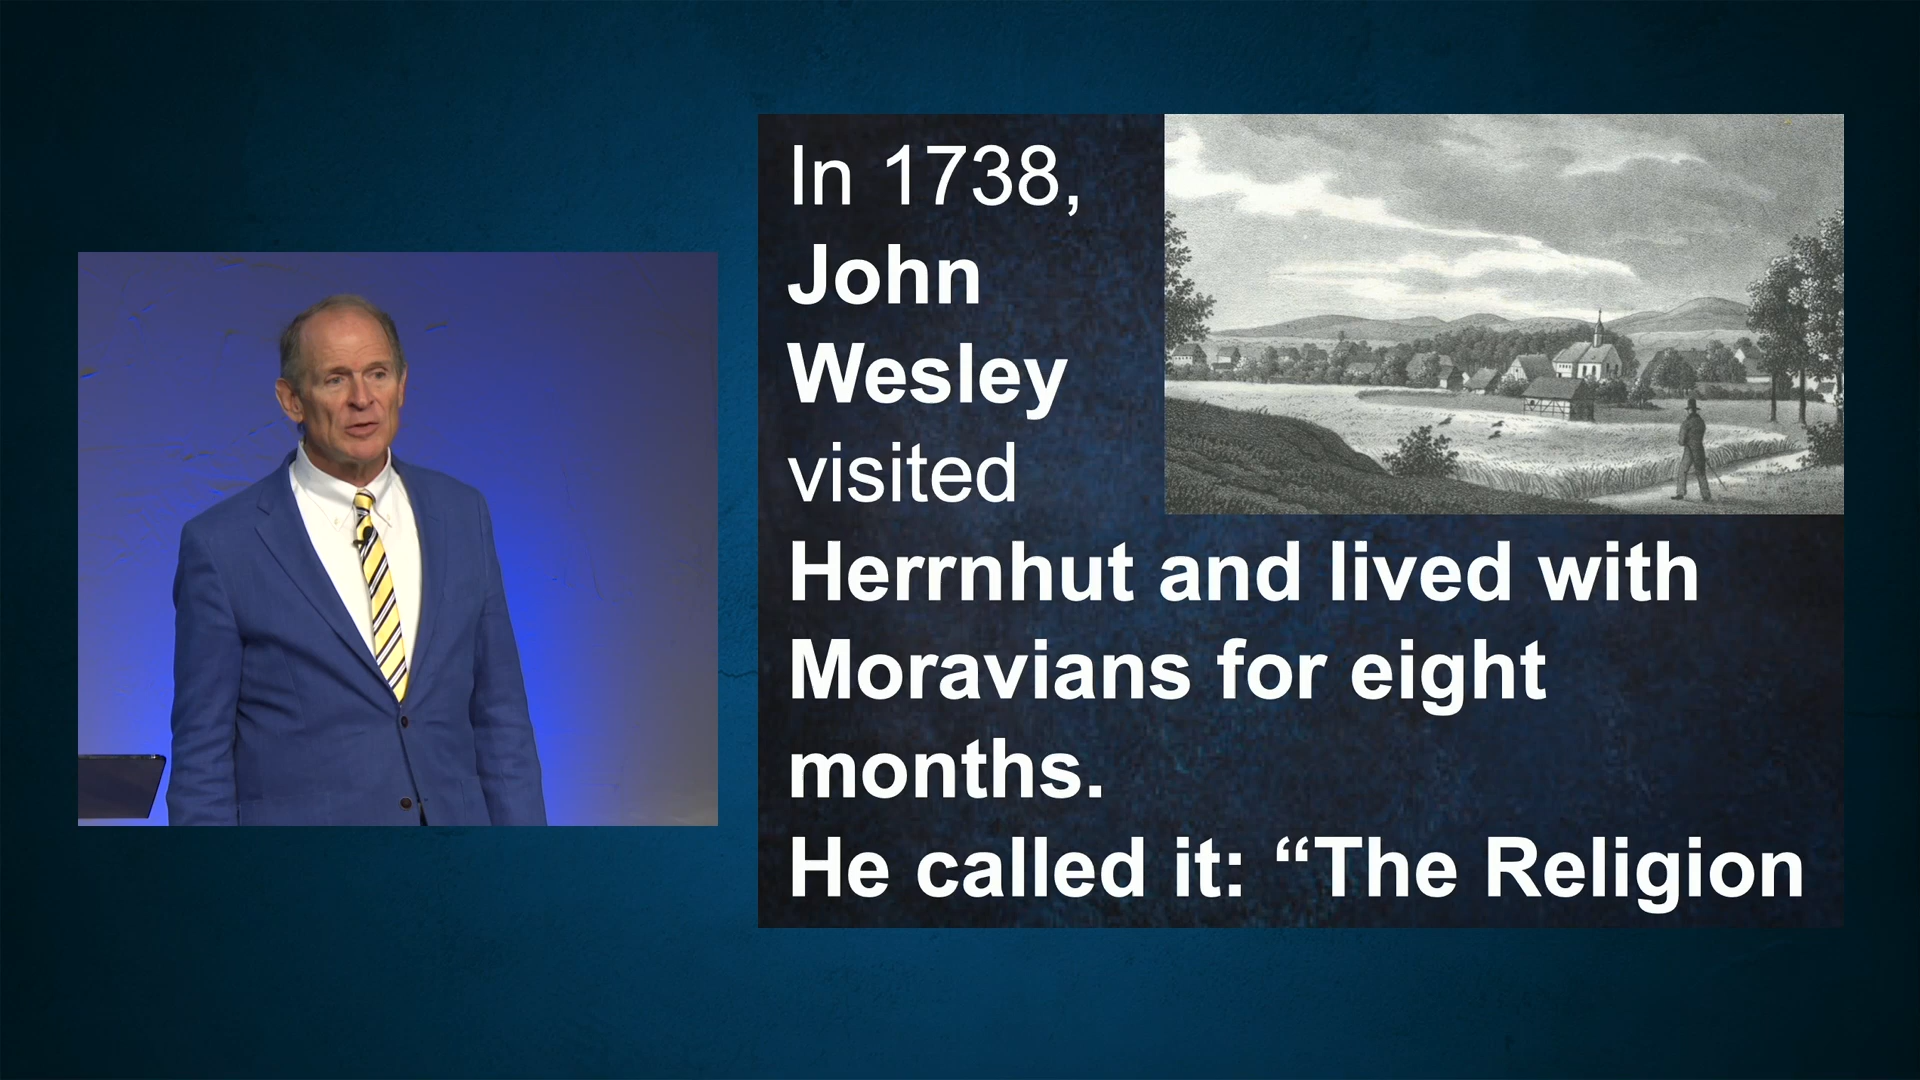 In 1738,
John
Wesley
visited
Herrnhut and lived with
Moravians for eight
months.
He called it: “The Religion